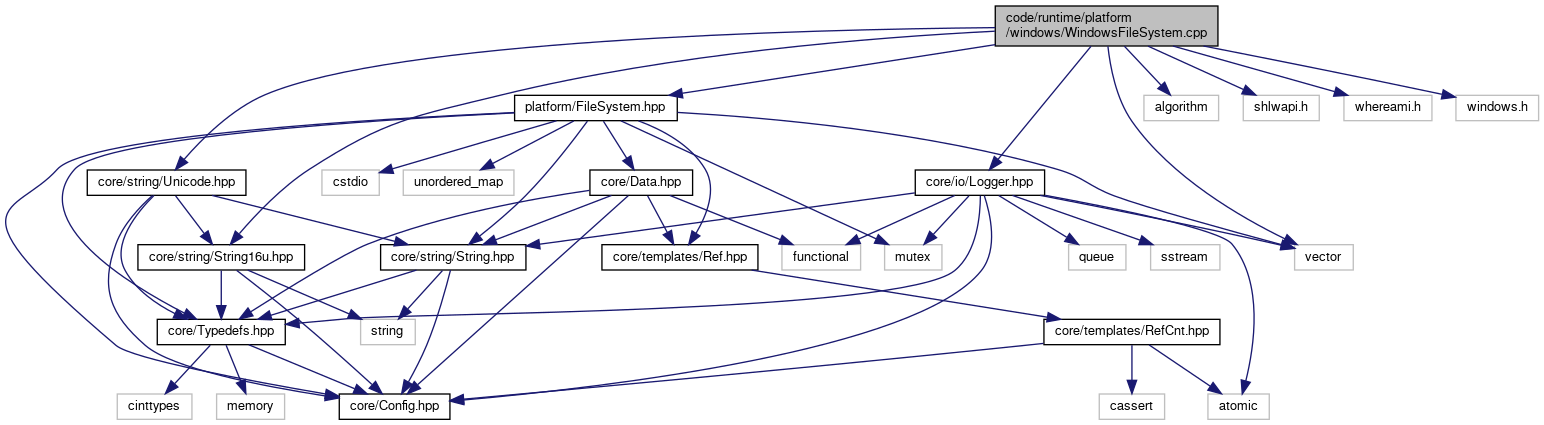 code/runtime/platform
/windows/WindowsFileSystem.cpp
platform/FileSystem.hpp
algorithm
shlwapi.h
whereami.h
windows.h
core/string/Unicode.hpp
cstdio
unordered_map
core/Data.hpp
core/io/Logger.hpp
core/string/String16u.hpp
core/string/String.hpp
core/templates/Ref.hpp
functional
mutex
queue
sstream
vector
core/Typedefs.hpp
string
core/templates/RefCnt.hpp
cinttypes
memory
core/Config.hpp
cassert
atomic